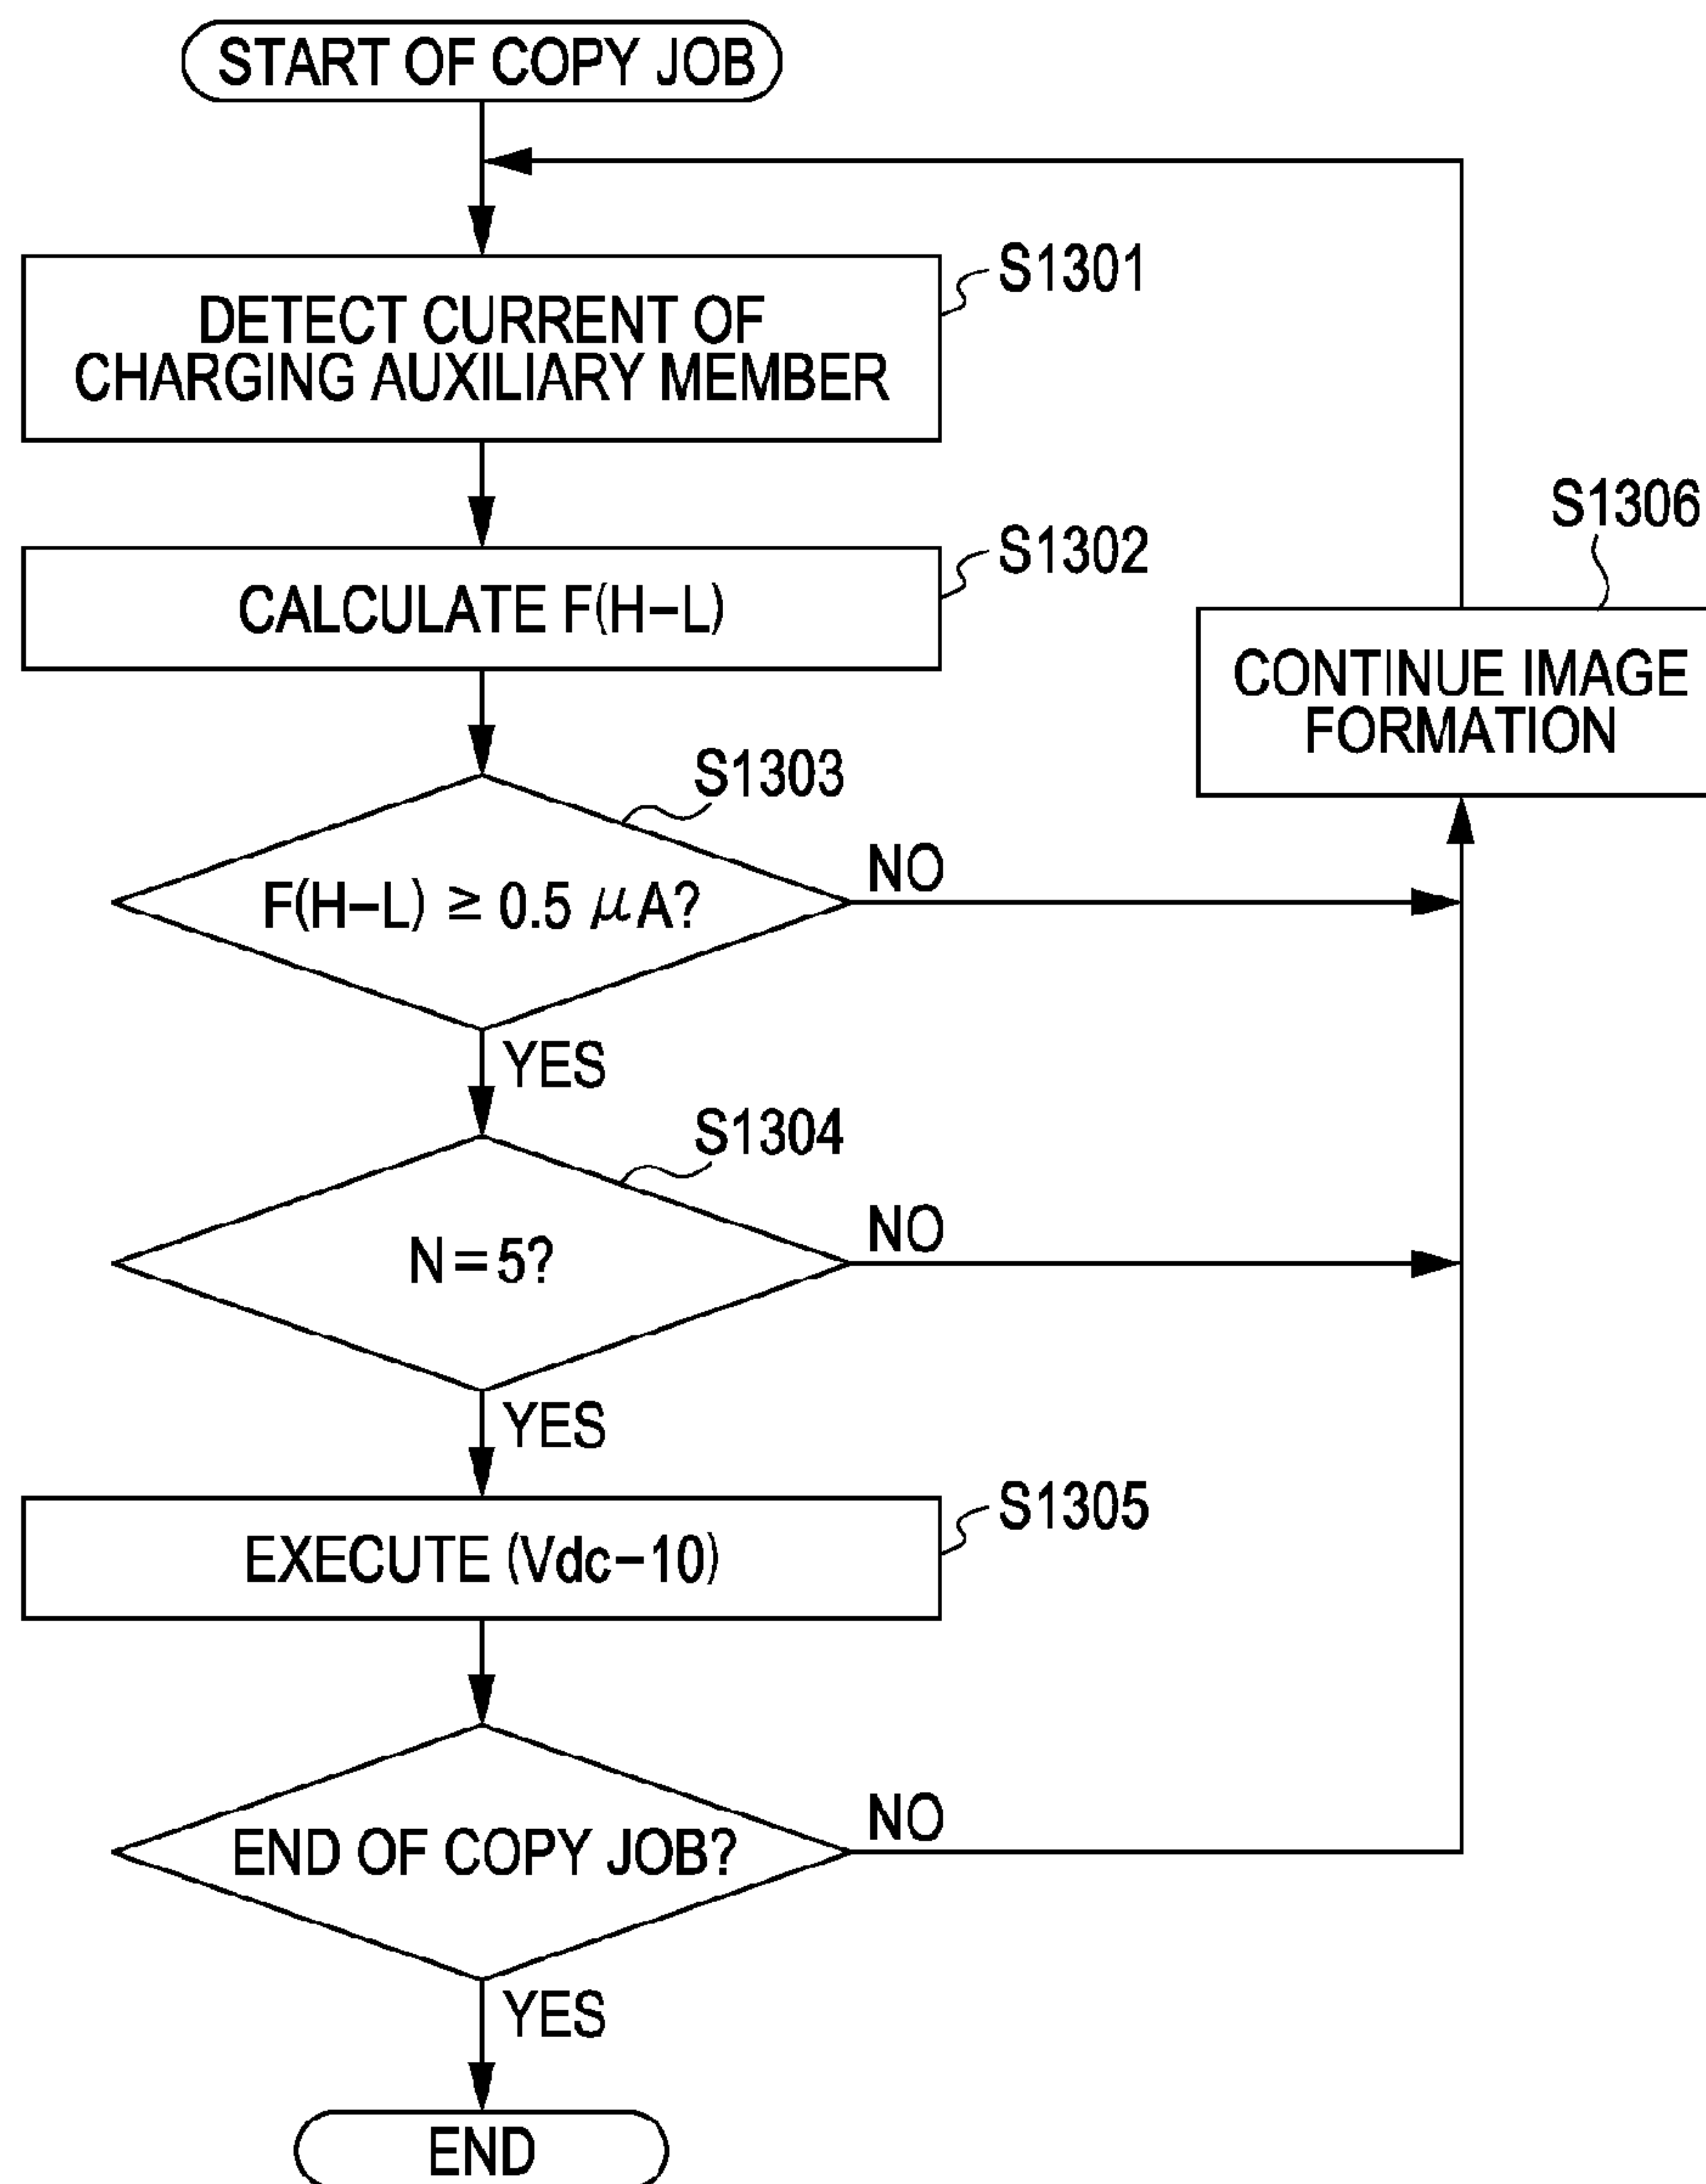 START OF COPY JOB
S1301
DETECT CURRENT OF
CHARGING AUXILIARY MEMBER
S1302
CALCULATE F(H−L)
S1306
CONTINUE IMAGE
FORMATION
S1303
F(H−L) ≥ 0.5 μA?
NO
YES
S1304
N=5?
NO
YES
S1305
EXECUTE (Vdc−10)
END OF COPY JOB?
NO
YES
END